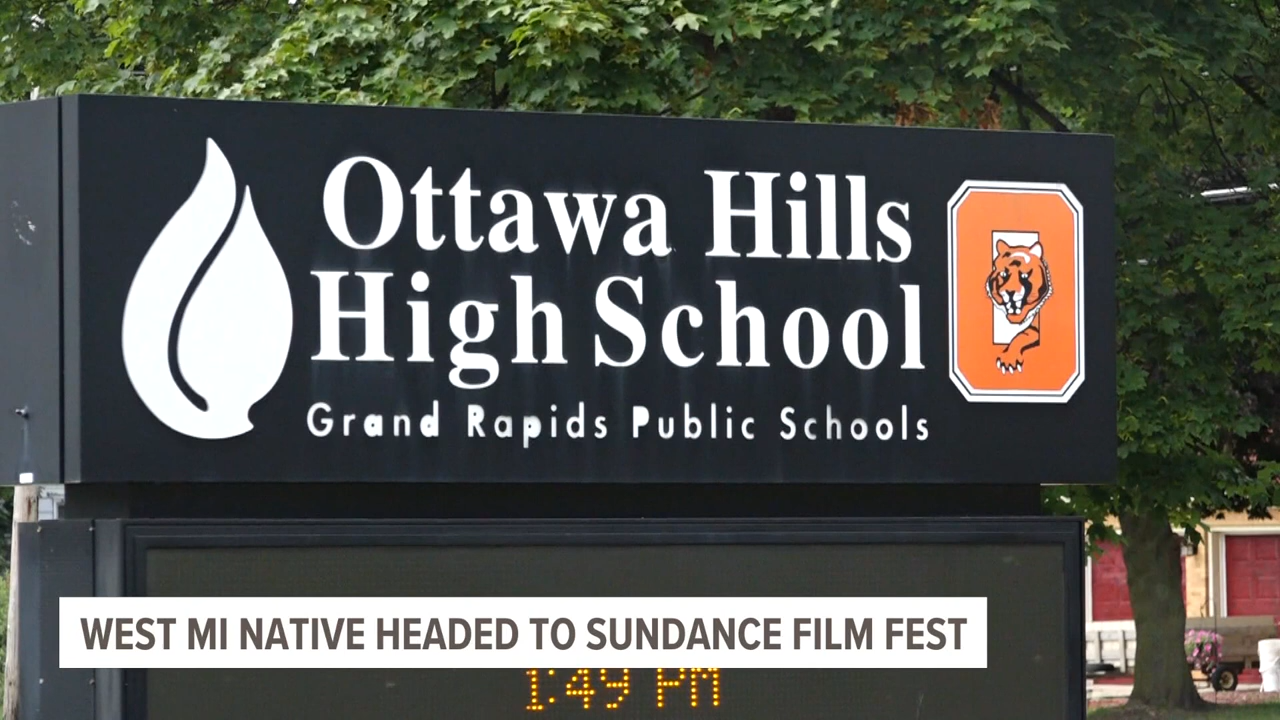 Ottawa Hills
High School
Grand Rapids Public Schools
WEST MI NATIVE HEADED TO SUNDANCE FILM FEST
1:49 PM